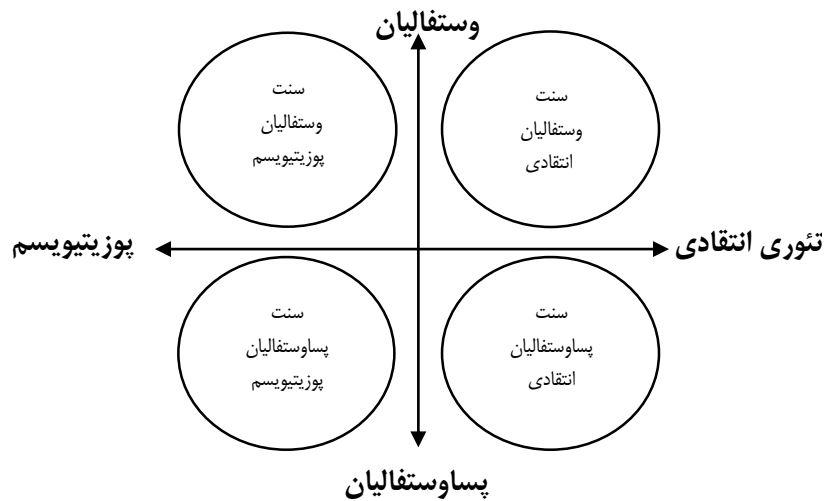 وستفالیان
سنت
وستفالیان
انتقادی
سنت
وستفالیان
پوزیتیویسم
تئوری انتقادی
پوزیتیویسم
سنت
پساوستفالیان
انتقادی
سنت
پساوستفالیان
پوزیتیویسم
پساوستفالیان